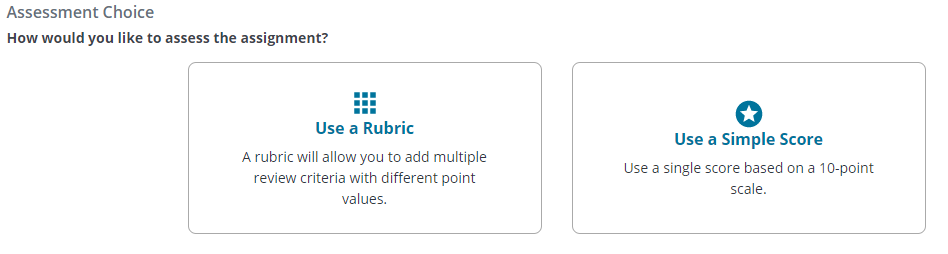 Assessment Choice
How would you like to assess the assignment?
Use a Rubric
A rubric will allow you to add multiple
review criteria with different point
values.
Use a Simple Score
Use a single score based on a 10-point
scale.